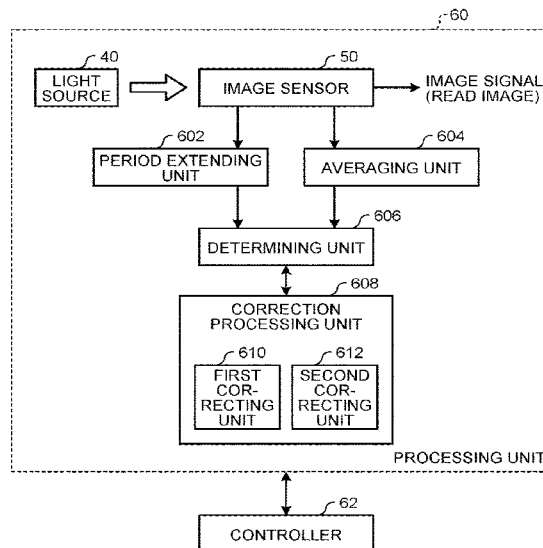 60
40
LIGHT
SOURCE
50
IMAGE SENSOR
IMAGE SIGNAL
(READ IMAGE)
602
PERIOD EXTENDING
UNIT
604
AVERAGING UNIT
606
DETERMINING UNIT
608
CORRECTION
PROCESSING UNIT
610
FIRST
COR-
RECTING
UNIT
612
SECOND
COR-
RECTING
UNIT
PROCESSING UNIT
62
CONTROLLER